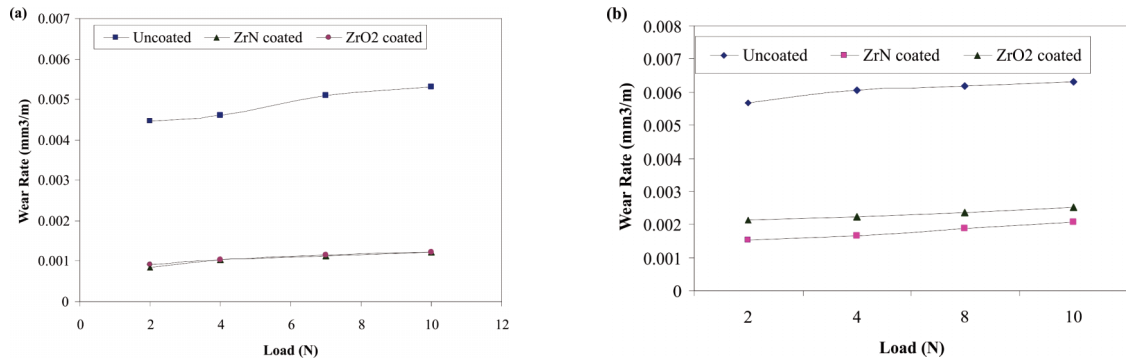 (a)
0.007
0.006
0.005
0.004
0.003
0.002
0.001
0
Wear Rate (mm3/m)
Uncoated ZrN coated ZrO2 coated
0 2 4 6 8 10 12
Load (N)
(b)
0.008
0.007
0.006
0.005
0.004
0.003
0.002
0.001
0
Wear Rate (mm3/m)
Uncoated ZrN coated ZrO2 coated
2 4 8 10
Load (N)